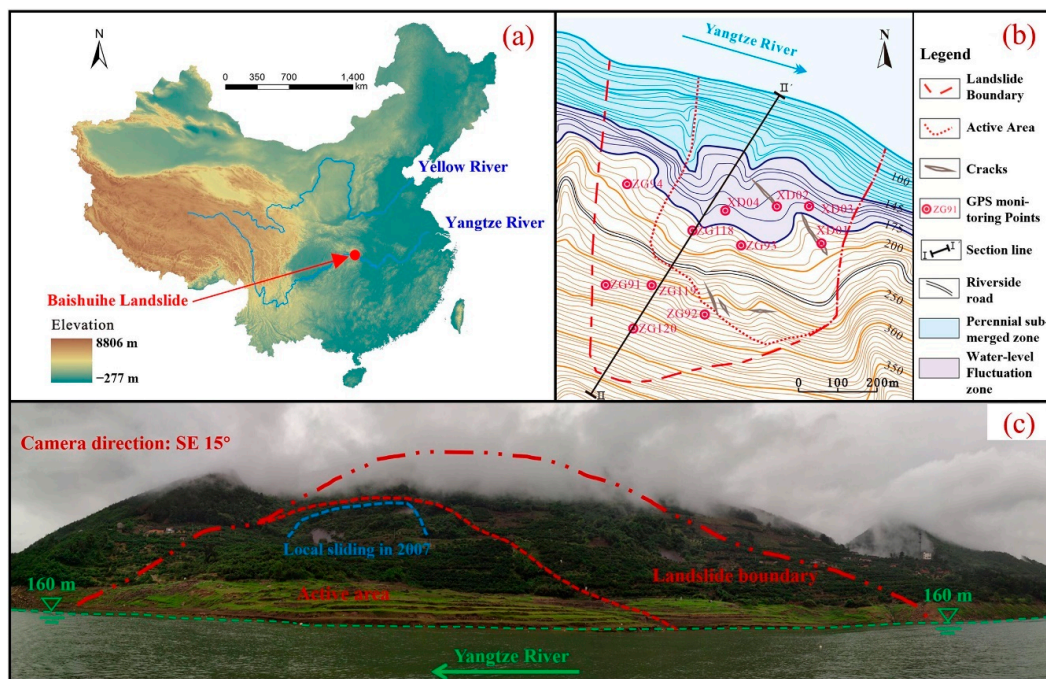 (a)
N
0 350 700 1,400
km
Yellow River
Yangtze River
Baishuihe Landslide
Elevation
8806 m
−277 m
(b)
Yangtze River
N
II´
ZG94
XD02
XD04
XD03
XD01
ZG118
ZG93
ZG91
ZG119
ZG92
ZG120
II
100
145
175
200
250
300
350
0 100 200m
Legend
Landslide
Boundary
Active Area
Cracks
ZG91
GPS moni-
toring Points
I I´
Section line
Riverside
road
Perennial sub-
merged zone
Water-level
Fluctuation
zone
(c)
Camera direction: SE 15°
Local sliding in 2007
Landslide boundary
Active area
160 m
160 m
Yangtze River